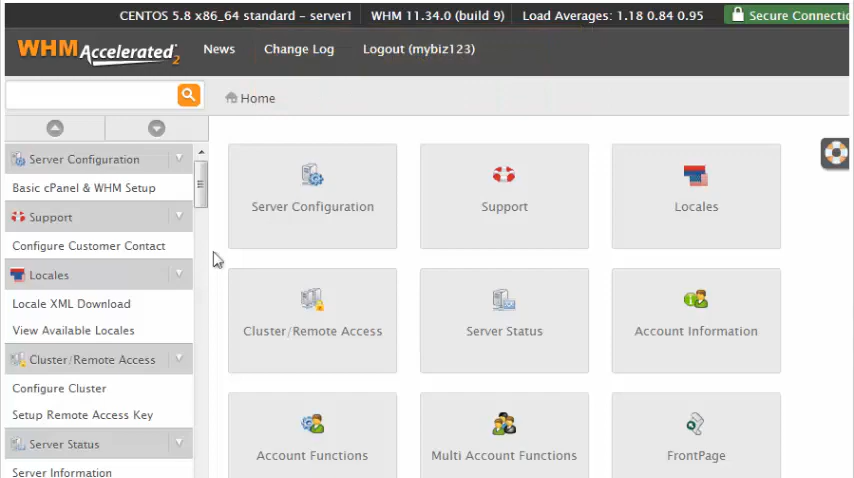 CENTOS 5.8 x86_64 standard – server1 WHM 11.34.0 (build 9) Load Averages: 1.18 0.84 0.95 Secure Connectio
WHM Accelerated 2 News Change Log Logout (mybiz123)
Home
Server Configuration
Basic cPanel & WHM Setup
Support
Configure Customer Contact
Locales
Locale XML Download
View Available Locales
Cluster/Remote Access
Configure Cluster
Setup Remote Access Key
Server Status
Server Information
Server Configuration Support Locales
Cluster/Remote Access Server Status Account Information
Account Functions Multi Account Functions FrontPage